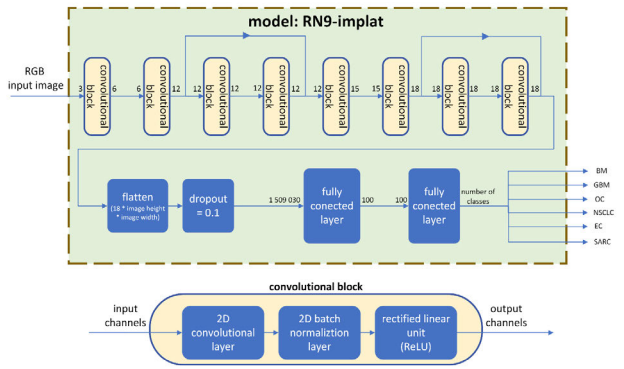 model: RN9-implat
RGB
input image
3
convolutional
block
6
6
convolutional
block
12
12
convolutional
block
12
12
convolutional
block
12
12
convolutional
block
15
15
convolutional
block
18
18
convolutional
block
18
18
convolutional
block
18
flatten
(18 * image height
* image width)
dropout
= 0.1
1 509 030
fully
conected
layer
100
100
fully
conected
layer
number of
classes
BM
GBM
OC
NSCLC
EC
SARC
convolutional block
input
channels
2D
convolutional
layer
2D batch
normaliztion
layer
rectified linear
unit
(ReLU)
output
channels